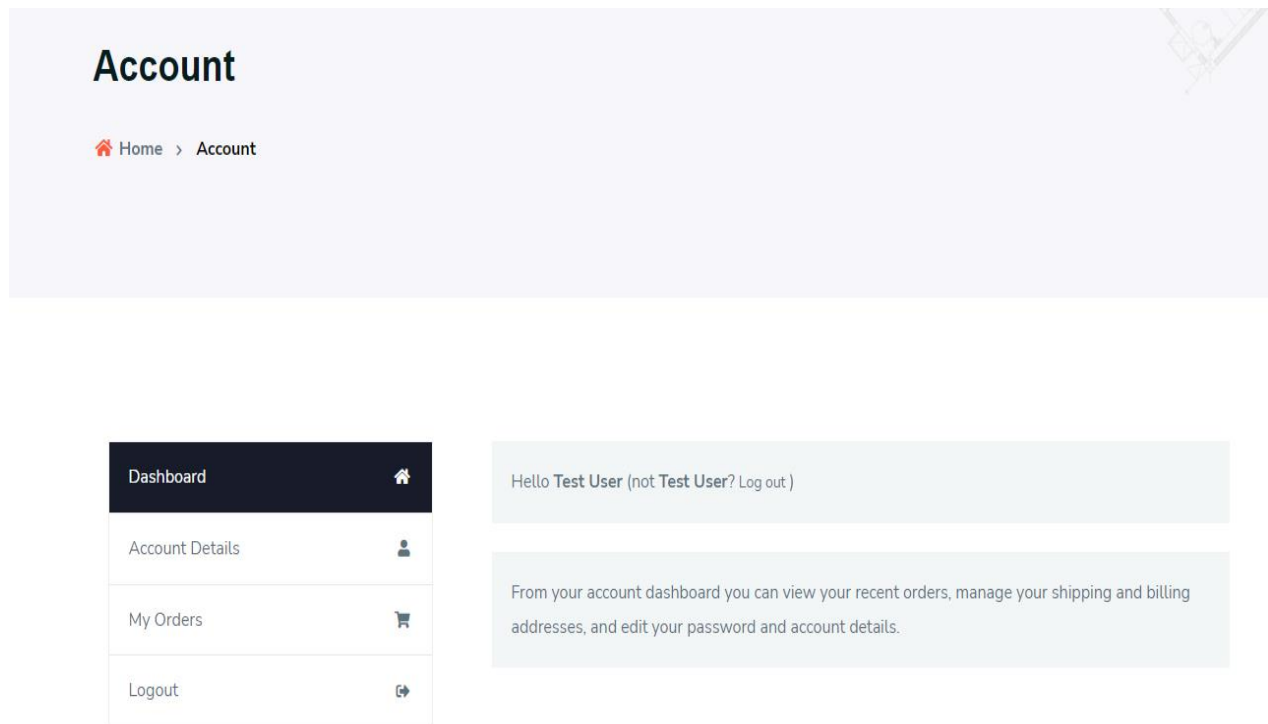 Account
Home > Account
Dashboard
Account Details
My Orders
Logout
Hello Test User (not Test User? Log out )
From your account dashboard you can view your recent orders, manage your shipping and billing
addresses, and edit your password and account details.